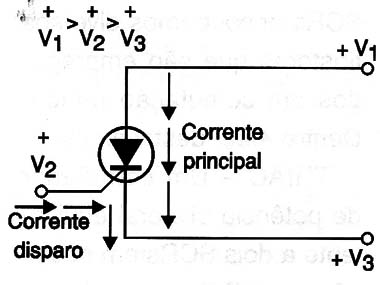 + + +
V1>V2>V3
+ V1
Corrente
principal
+
V2
Corrente
disparo
+
V3